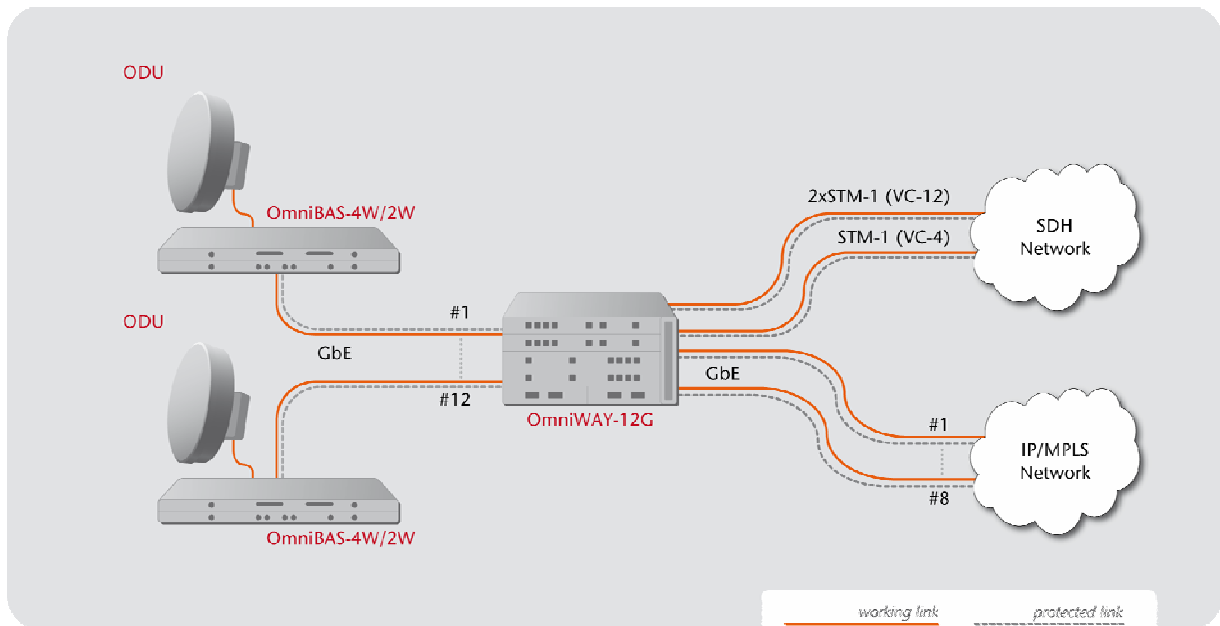 ODU
OmniBAS-4W/2W
2xSTM-1 (VC-12)
STM-1 (VC-4)
SDH
Network
ODU
#1
GbE
#12
GbE
OmniWAY-12G
#1
IP/MPLS
Network
#8
OmniBAS-4W/2W
working link
protected link